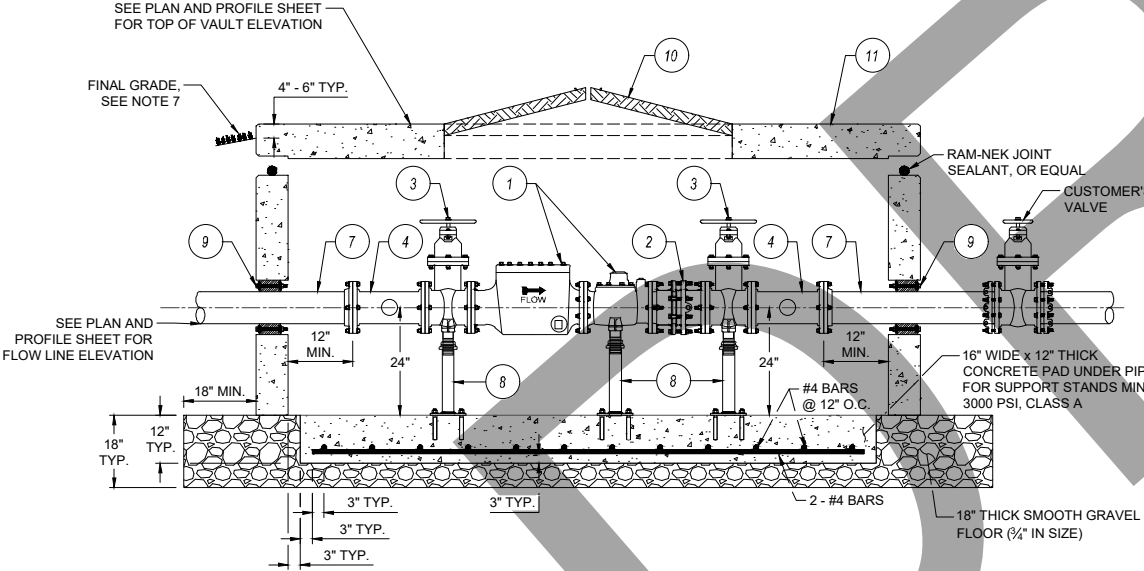 SEE PLAN AND PROFILE SHEET
FOR TOP OF VAULT ELEVATION
10
11
FINAL GRADE,
SEE NOTE 7
4" - 6" TYP.
RAM-NEK JOINT
SEALANT, OR EQUAL
CUSTOMER'S
VALVE
3
1
3
9
7
4
2
4
7
9
FLOW
SEE PLAN AND
PROFILE SHEET FOR
FLOW LINE ELEVATION
12"
MIN.
24"
8
8
24"
12"
MIN.
16" WIDE x 12" THICK
CONCRETE PAD UNDER PIP
FOR SUPPORT STANDS MIN
3000 PSI, CLASS A
18" MIN.
#4 BARS
@ 12" O.C.
18"
TYP.
12"
TYP.
3" TYP.
3" TYP.
3" TYP.
3" TYP.
2 - #4 BARS
18" THICK SMOOTH GRAVEL
FLOOR (¾" IN SIZE)